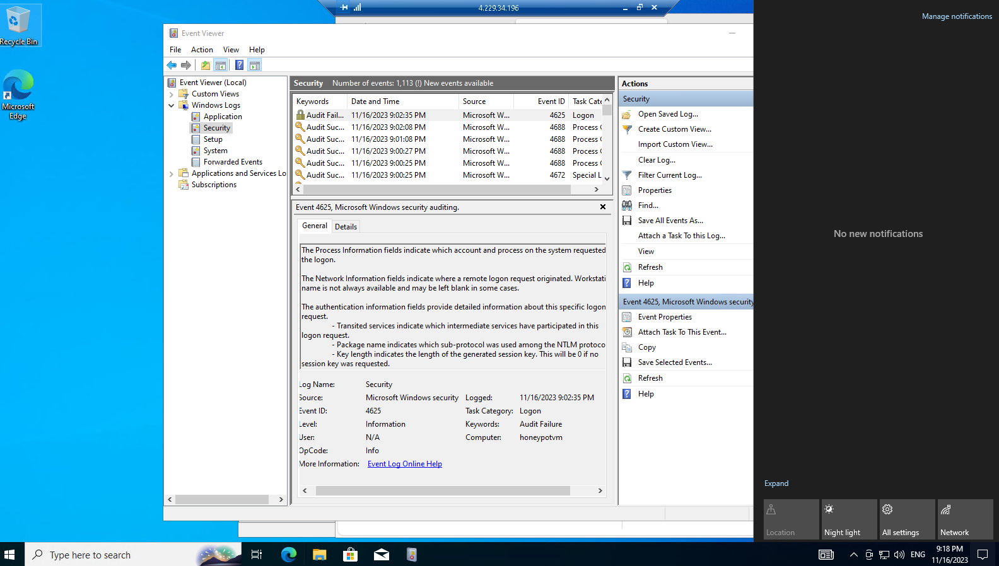 4.229.34.196
Recycle Bin
Microsoft
Edge
Event Viewer
File Action View Help
Event Viewer (Local)
Custom Views
Windows Logs
Application
Security
Setup
System
Forwarded Events
Applications and Services Lo
Subscriptions
Security Number of events: 1,113 (!) New events available
Keywords Date and Time Source Event ID Task Cate
Audit Fail... 11/16/2023 9:02:35 PM Microsoft W... 4625 Logon
Audit Suc... 11/16/2023 9:02:08 PM Microsoft W... 4688 Process C
Audit Suc... 11/16/2023 9:01:08 PM Microsoft W... 4688 Process C
Audit Suc... 11/16/2023 9:00:27 PM Microsoft W... 4688 Process C
Audit Suc... 11/16/2023 9:00:25 PM Microsoft W... 4688 Process C
Audit Suc... 11/16/2023 9:00:25 PM Microsoft W... 4672 Special L
Event 4625, Microsoft Windows security auditing.
General Details
The Process Information fields indicate which account and process on the system requested
the logon.
The Network Information fields indicate where a remote logon request originated. Workstati
name is not always available and may be left blank in some cases.
The authentication information fields provide detailed information about this specific logon
request.
- Transited services indicate which intermediate services have participated in this
logon request.
- Package name indicates which sub-protocol was used among the NTLM protoco
- Key length indicates the length of the generated session key. This will be 0 if no
session key was requested.
Log Name: Security
Source: Microsoft Windows security Logged: 11/16/2023 9:02:35 PM
Event ID: 4625 Task Category: Logon
Level: Information Keywords: Audit Failure
User: N/A Computer: honeypotvm
OpCode: Info
More Information: Event Log Online Help
Actions
Security
Open Saved Log...
Create Custom View...
Import Custom View...
Clear Log...
Filter Current Log...
Properties
Find...
Save All Events As...
Attach a Task To this Log...
View
Refresh
Help
Event 4625, Microsoft Windows security
Event Properties
Attach Task To This Event...
Copy
Save Selected Events...
Refresh
Help
Manage notifications
No new notifications
Expand
Location Night light All settings Network
Type here to search
ENG
9:18 PM
11/16/2023